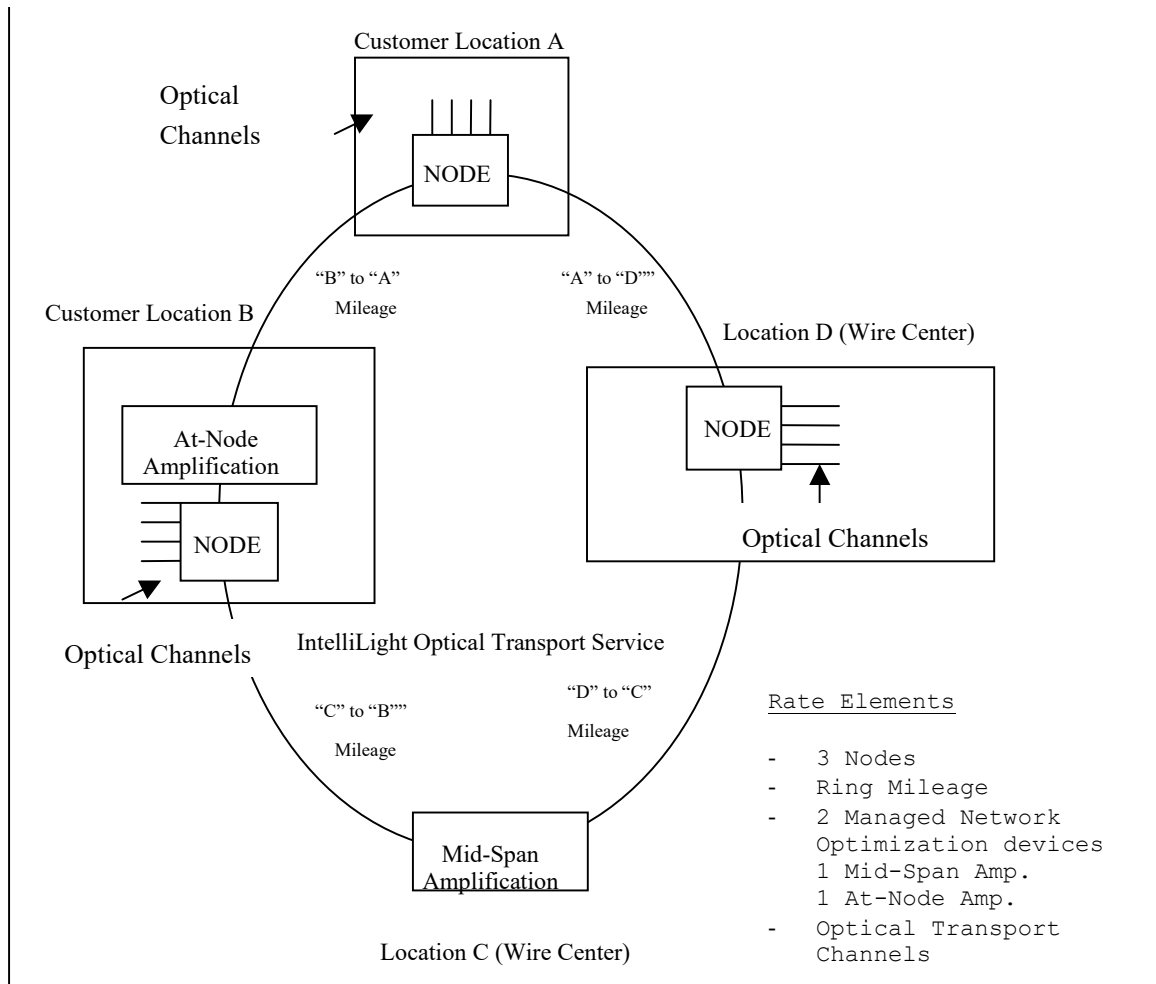 Customer Location A
Optical
Channels
NODE
“B” to “A”
Mileage
“A” to “D””
Mileage
Customer Location B
Location D (Wire Center)
At-Node
Amplification
NODE
NODE
Optical Channels
Optical Channels
IntelliLight Optical Transport Service
“C” to “B””
Mileage
“D” to “C”
Mileage
Rate Elements
- 3 Nodes
- Ring Mileage
- 2 Managed Network
Optimization devices
1 Mid-Span Amp.
1 At-Node Amp.
- Optical Transport
Channels
Mid-Span
Amplification
Location C (Wire Center)